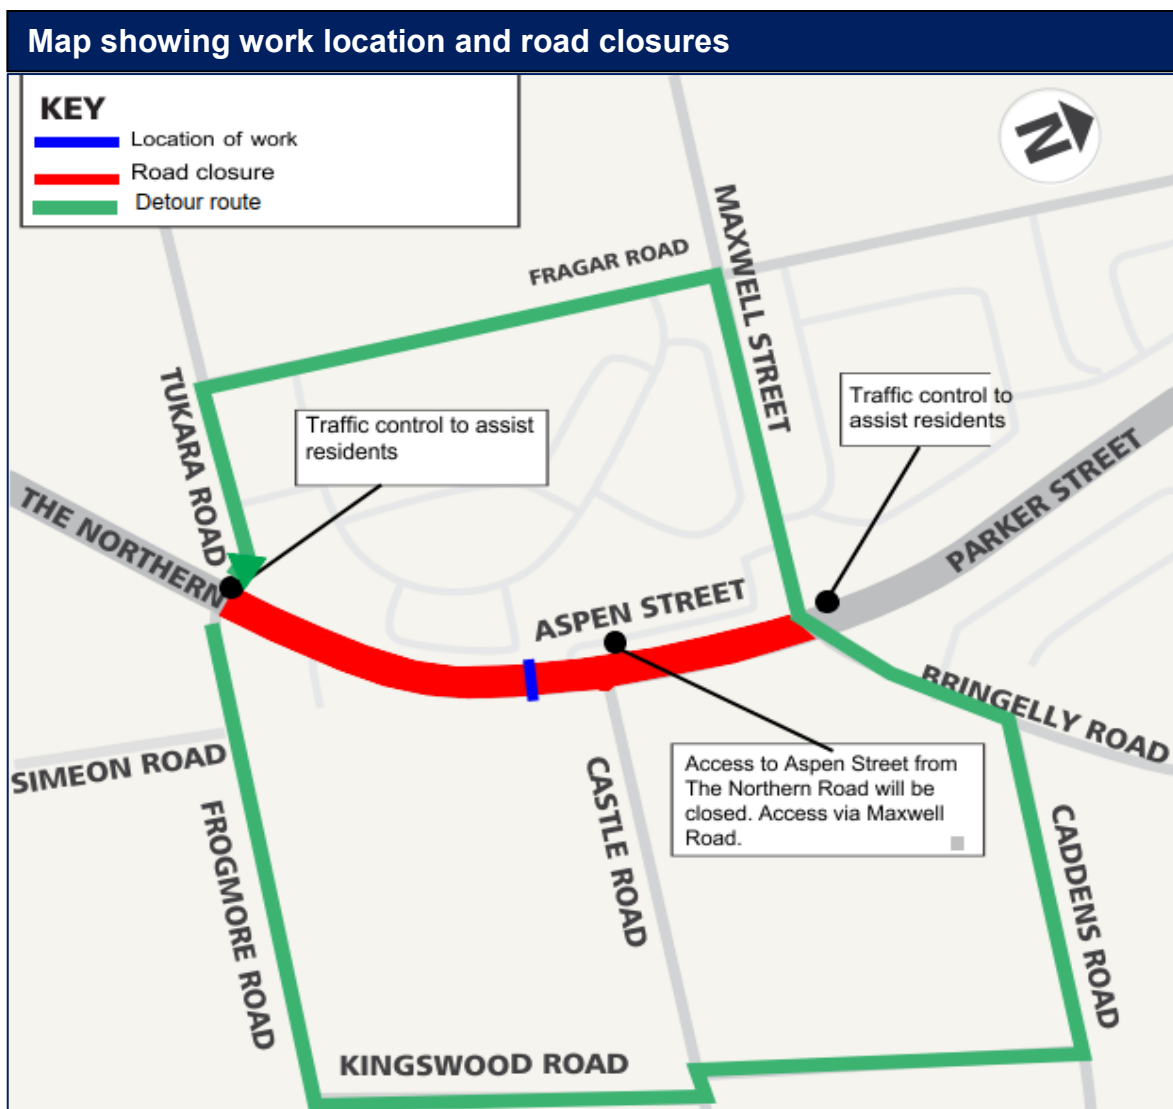 Map showing work location and road closures
KEY
Location of work
Road closure
Detour route
N
MAXWELL STREET
FRAGAR ROAD
TUKARA ROAD
Traffic control to assist
residents
Traffic control to
assist residents
THE NORTHERN
PARKER STREET
ASPEN STREET
BRINGELLY ROAD
SIMEON ROAD
CASTLE ROAD
Access to Aspen Street from
The Northern Road will be
closed. Access via Maxwell
Road.
FROGMORE ROAD
CADDENS ROAD
KINGSWOOD ROAD